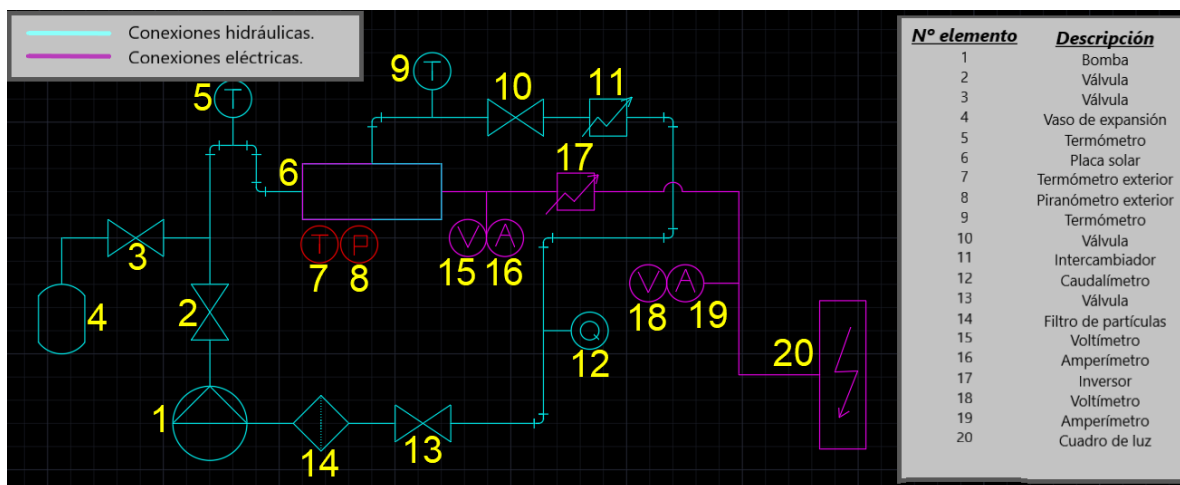 Conexiones hidráulicas.
Conexiones eléctricas.
Nº elemento Descripción
1 Bomba
2 Válvula
3 Válvula
4 Vaso de expansión
5 Termómetro
6 Placa solar
7 Termómetro exterior
8 Piranómetro exterior
9 Termómetro
10 Válvula
11 Intercambiador
12 Caudalímetro
13 Válvula
14 Filtro de partículas
15 Voltímetro
16 Amperímetro
17 Inversor
18 Voltímetro
19 Amperímetro
20 Cuadro de luz
9 T
10
11
5 T
17
6
3
T P
7 8
V A
15 16
4
2
V A
18 19
Q
12
20
1
14
13